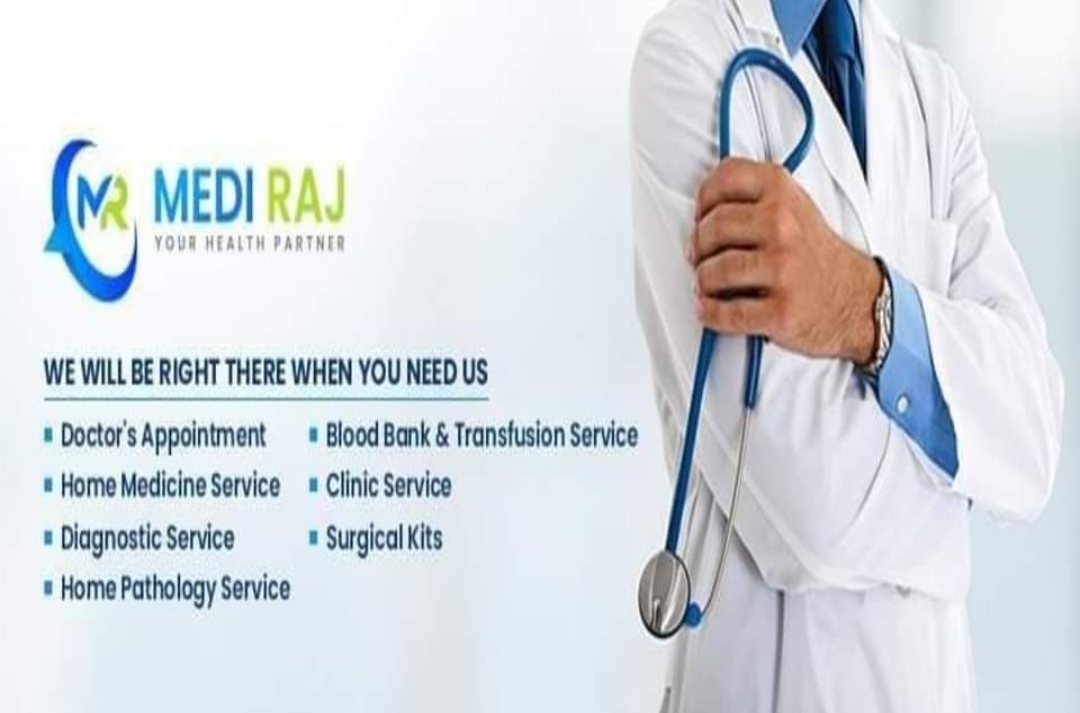 MR
MEDI RAJ
YOUR HEALTH PARTNER
WE WILL BE RIGHT THERE WHEN YOU NEED US
Doctor's Appointment
Home Medicine Service
Diagnostic Service
Home Pathology Service
Blood Bank & Transfusion Service
Clinic Service
Surgical Kits